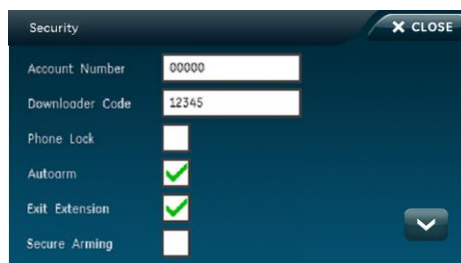 Security
X CLOSE
Account Number 00000
Downloader Code 12345
Phone Lock
Autoarm
Exit Extension
Secure Arming